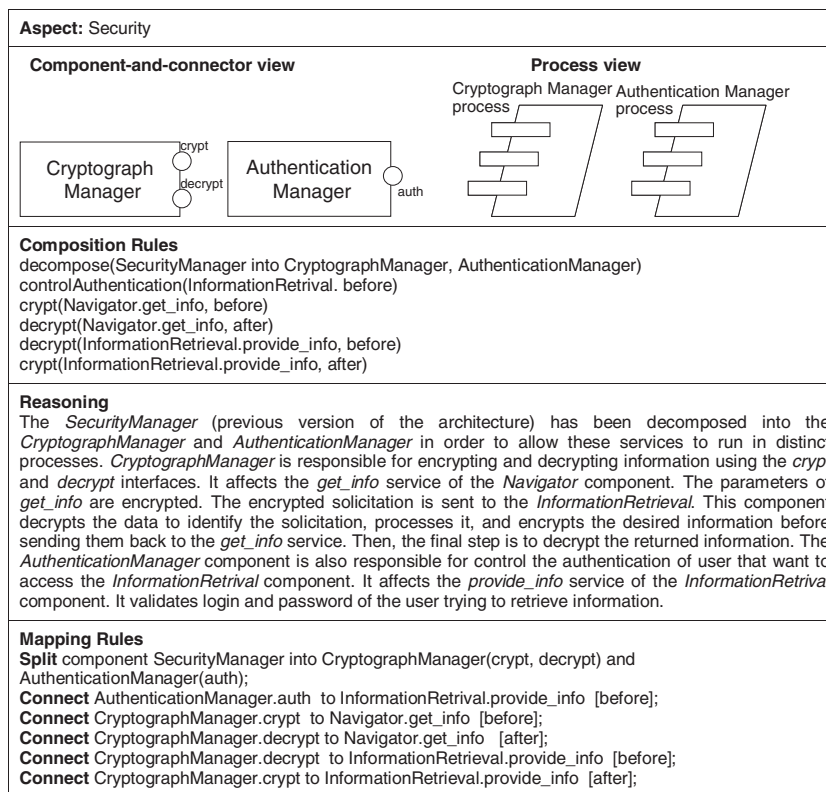 Aspect: Security
Component-and-connector view
Process view
Cryptograph Manager
process
Authentication Manager
process
Cryptograph
Manager
crypt
decrypt
Authentication
Manager
auth
Composition Rules
decompose(SecurityManager into CryptographManager, AuthenticationManager)
controlAuthentication(InformationRetrival. before)
crypt(Navigator.get_info, before)
decrypt(Navigator.get_info, after)
decrypt(InformationRetrieval.provide_info, before)
crypt(InformationRetrieval.provide_info, after)
Reasoning
The SecurityManager (previous version of the architecture) has been decomposed into the
CryptographManager and AuthenticationManager in order to allow these services to run in distinct
processes. CryptographManager is responsible for encrypting and decrypting information using the cryp
and decrypt interfaces. It affects the get_info service of the Navigator component. The parameters of
get_info are encrypted. The encrypted solicitation is sent to the InformationRetrieval. This component
decrypts the data to identify the solicitation, processes it, and encrypts the desired information before
sending them back to the get_info service. Then, the final step is to decrypt the returned information. The
AuthenticationManager component is also responsible for control the authentication of user that want to
access the InformationRetrival component. It affects the provide_info service of the InformationRetrival
component. It validates login and password of the user trying to retrieve information.
Mapping Rules
Split component SecurityManager into CryptographManager(crypt, decrypt) and
AuthenticationManager(auth);
Connect AuthenticationManager.auth to InformationRetrival.provide_info [before];
Connect CryptographManager.crypt to Navigator.get_info [before];
Connect CryptographManager.decrypt to Navigator.get_info [after];
Connect CryptographManager.decrypt to InformationRetrieval.provide_info [before];
Connect CryptographManager.crypt to InformationRetrieval.provide_info [after];